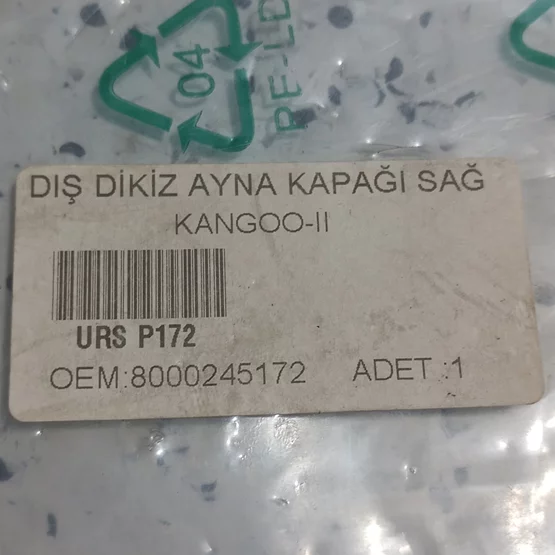 04
PE-LD
DIŞ DİKİZ AYNA KAPAĞI SAĞ
KANGOO-II
URS P172
OEM:8000245172 ADET :1